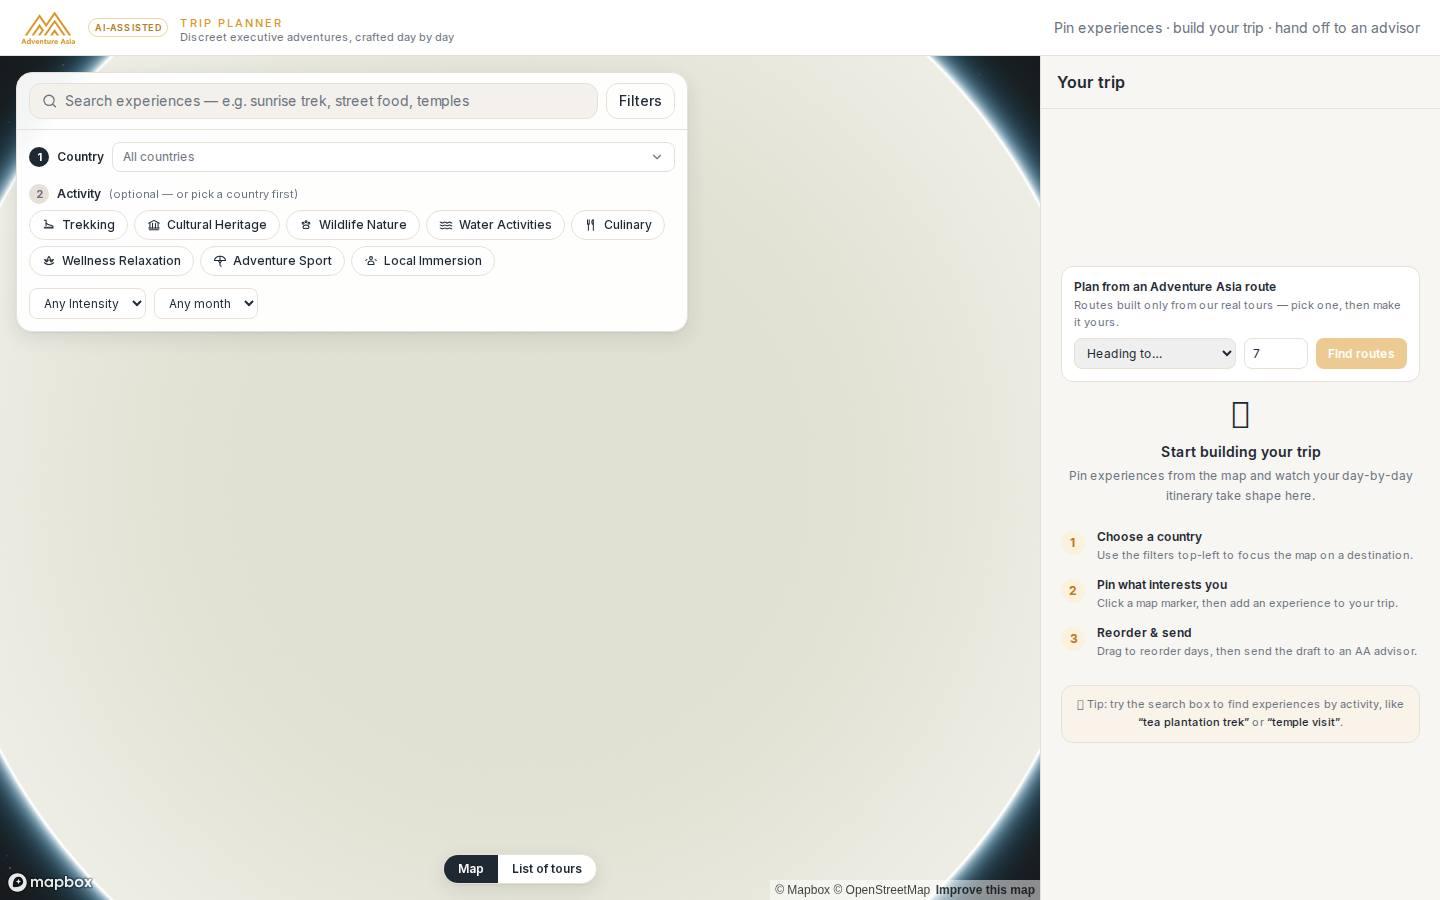 Adventure Asia
AI-ASSISTED
TRIP PLANNER
Discreet executive adventures, crafted day by day
Pin experiences · build your trip · hand off to an advisor
Search experiences — e.g. sunrise trek, street food, temples
Filters
1 Country All countries
2 Activity (optional — or pick a country first)
Trekking Cultural Heritage Wildlife Nature Water Activities Culinary
Wellness Relaxation Adventure Sport Local Immersion
Any Intensity Any month
Map List of tours
mapbox
© Mapbox © OpenStreetMap Improve this map
Your trip
Plan from an Adventure Asia route
Routes built only from our real tours — pick one, then make
it yours.
Heading to... 7 Find routes
Start building your trip
Pin experiences from the map and watch your day-by-day
itinerary take shape here.
1 Choose a country
Use the filters top-left to focus the map on a destination.
2 Pin what interests you
Click a map marker, then add an experience to your trip.
3 Reorder & send
Drag to reorder days, then send the draft to an AA advisor.
Tip: try the search box to find experiences by activity, like
“tea plantation trek” or “temple visit”.